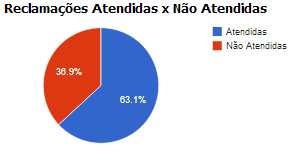 Reclamações Atendidas x Não Atendidas
Atendidas
Não Atendidas
36.9%
63.1%